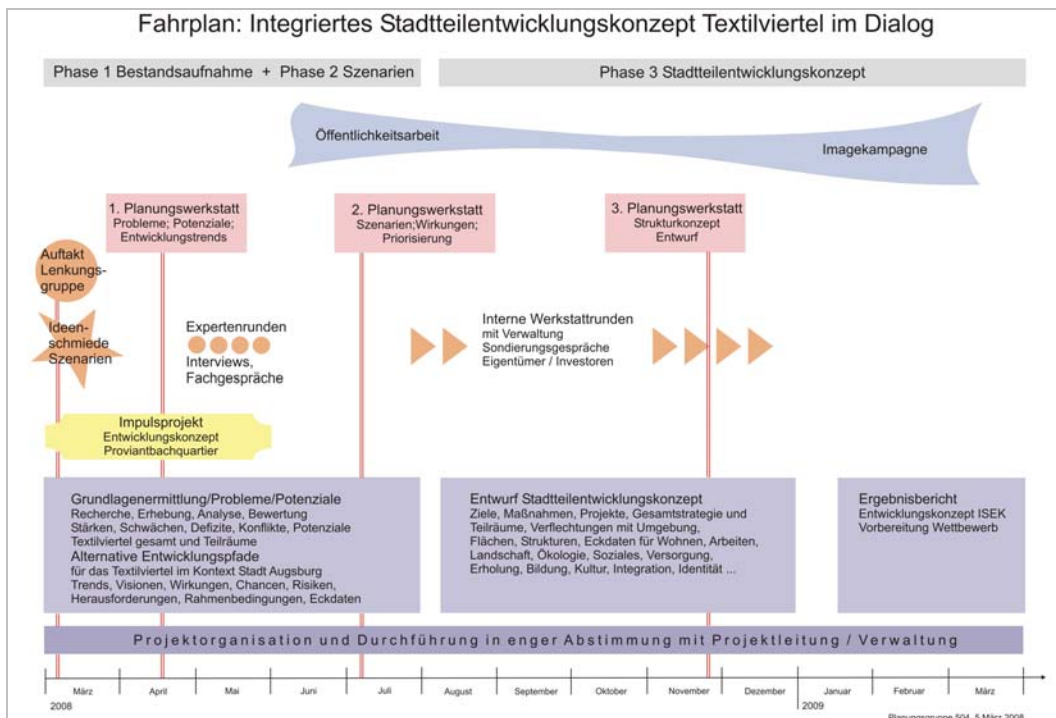 Fahrplan: Integriertes Stadtteilentwicklungskonzept Textilviertel im Dialog
Phase 1 Bestandsaufnahme + Phase 2 Szenarien
Phase 3 Stadtteilentwicklungskonzept
Öffentlichkeitsarbeit
Imagekampagne
1. Planungswerkstatt
Probleme; Potenziale;
Entwicklungstrends
2. Planungswerkstatt
Szenarien;Wirkungen;
Priorisierung
3. Planungswerkstatt
Strukturkonzept
Entwurf
Auftakt
Lenkungs-
gruppe
Ideen-
schmiede
Szenarien
Expertenrunden
Interviews,
Fachgespräche
Interne Werkstattrunden
mit Verwaltung
Sondierungsgespräche
Eigentümer / Investoren
Impulsprojekt
Entwicklungskonzept
Proviantbachquartier
Grundlagenermittlung/Probleme/Potenziale
Recherche, Erhebung, Analyse, Bewertung
Stärken, Schwächen, Defizite, Konflikte, Potenziale
Textilviertel gesamt und Teilräume
Alternative Entwicklungspfade
für das Textilviertel im Kontext Stadt Augsburg
Trends, Visionen, Wirkungen, Chancen, Risiken,
Herausforderungen, Rahmenbedingungen, Eckdaten
Entwurf Stadtteilentwicklungskonzept
Ziele, Maßnahmen, Projekte, Gesamtstrategie und
Teilräume, Verflechtungen mit Umgebung,
Flächen, Strukturen, Eckdaten für Wohnen, Arbeiten,
Landschaft, Ökologie, Soziales, Versorgung,
Erholung, Bildung, Kultur, Integration, Identität ...
Ergebnisbericht
Entwicklungskonzept ISEK
Vorbereitung Wettbewerb
Projektorganisation und Durchführung in enger Abstimmung mit Projektleitung / Verwaltung
März April Mai Juni Juli August September Oktober November Dezember Januar Februar März
2008 2009
Planungsgruppe 504, 5.März 2008